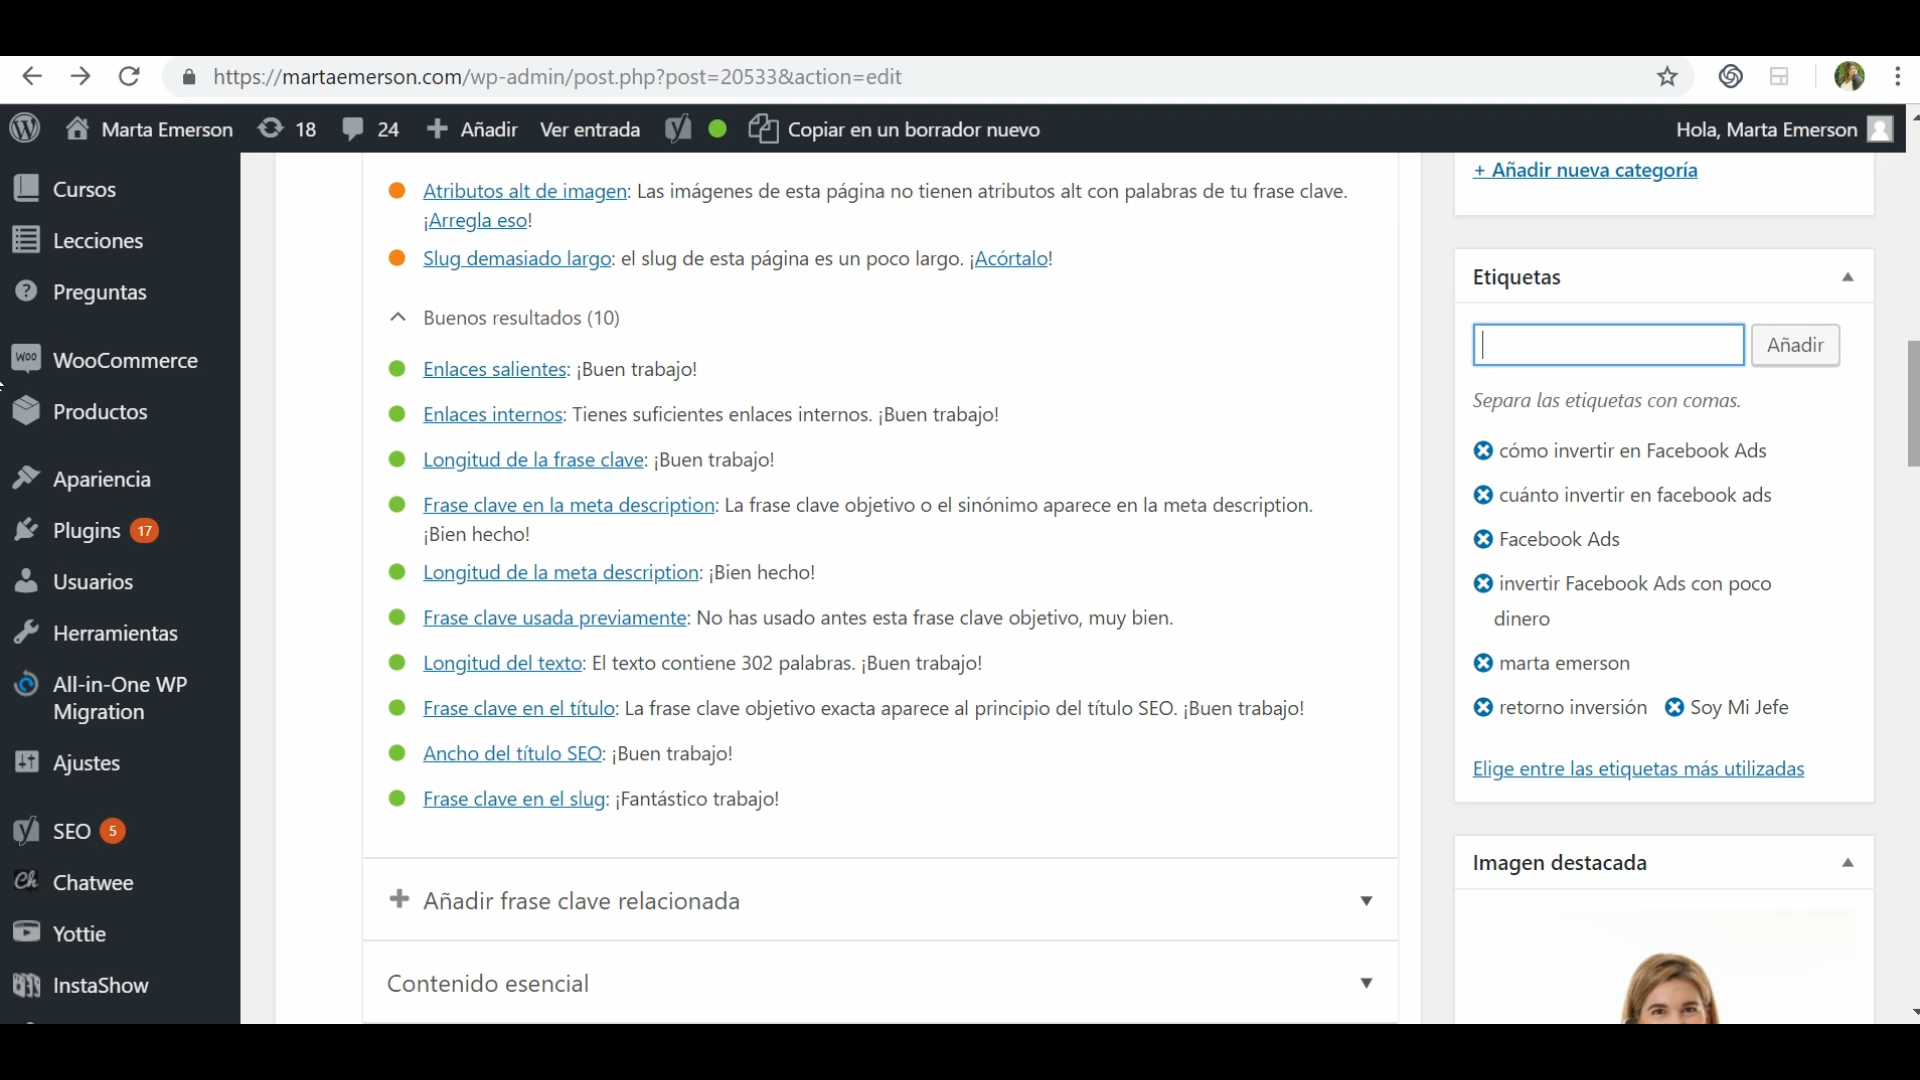 https://martaemerson.com/wp-admin/post.php?post=20533&action=edit
Marta Emerson 18 24 Añadir Ver entrada Copiar en un borrador nuevo Hola, Marta Emerson
Cursos
Lecciones
Preguntas
WooCommerce
Productos
Apariencia
Plugins 17
Usuarios
Herramientas
All-in-One WP
Migration
Ajustes
SEO 5
Chatwee
Yottie
InstaShow
Atributos alt de imagen: Las imágenes de esta página no tienen atributos alt con palabras de tu frase clave.
¡Arregla eso!
Slug demasiado largo: el slug de esta página es un poco largo. ¡Acórtalo!
Buenos resultados (10)
Enlaces salientes: ¡Buen trabajo!
Enlaces internos: Tienes suficientes enlaces internos. ¡Buen trabajo!
Longitud de la frase clave: ¡Buen trabajo!
Frase clave en la meta description: La frase clave objetivo o el sinónimo aparece en la meta description.
¡Bien hecho!
Longitud de la meta description: ¡Bien hecho!
Frase clave usada previamente: No has usado antes esta frase clave objetivo, muy bien.
Longitud del texto: El texto contiene 302 palabras. ¡Buen trabajo!
Frase clave en el título: La frase clave objetivo exacta aparece al principio del título SEO. ¡Buen trabajo!
Ancho del título SEO: ¡Buen trabajo!
Frase clave en el slug: ¡Fantástico trabajo!
Añadir frase clave relacionada
Contenido esencial
+ Añadir nueva categoría
Etiquetas
Añadir
Separa las etiquetas con comas.
cómo invertir en Facebook Ads
cuánto invertir en facebook ads
Facebook Ads
invertir Facebook Ads con poco
dinero
marta emerson
retorno inversión Soy Mi Jefe
Elige entre las etiquetas más utilizadas
Imagen destacada